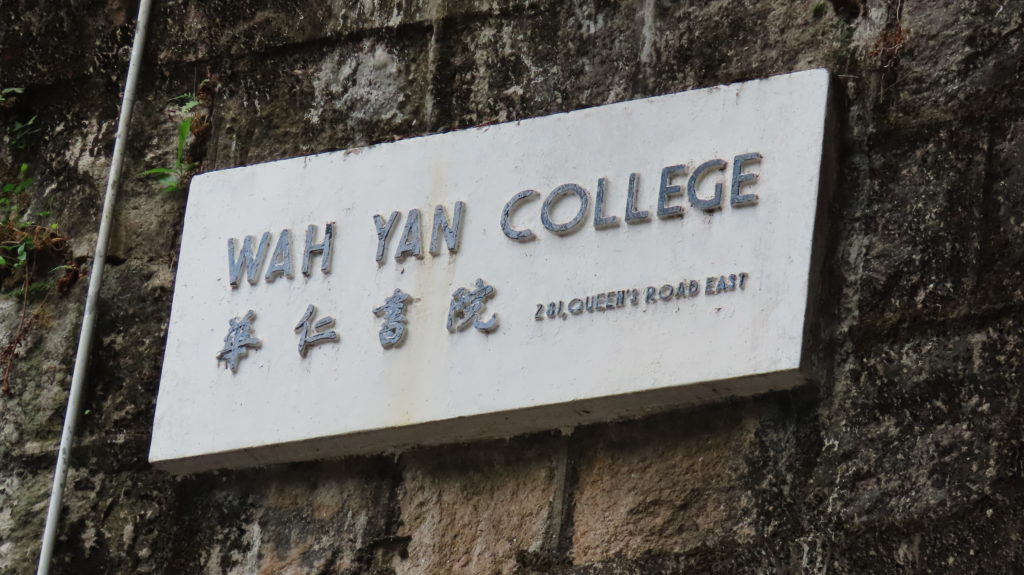 WAH YAN COLLEGE
華仁書院
281, QUEEN'S ROAD EAST